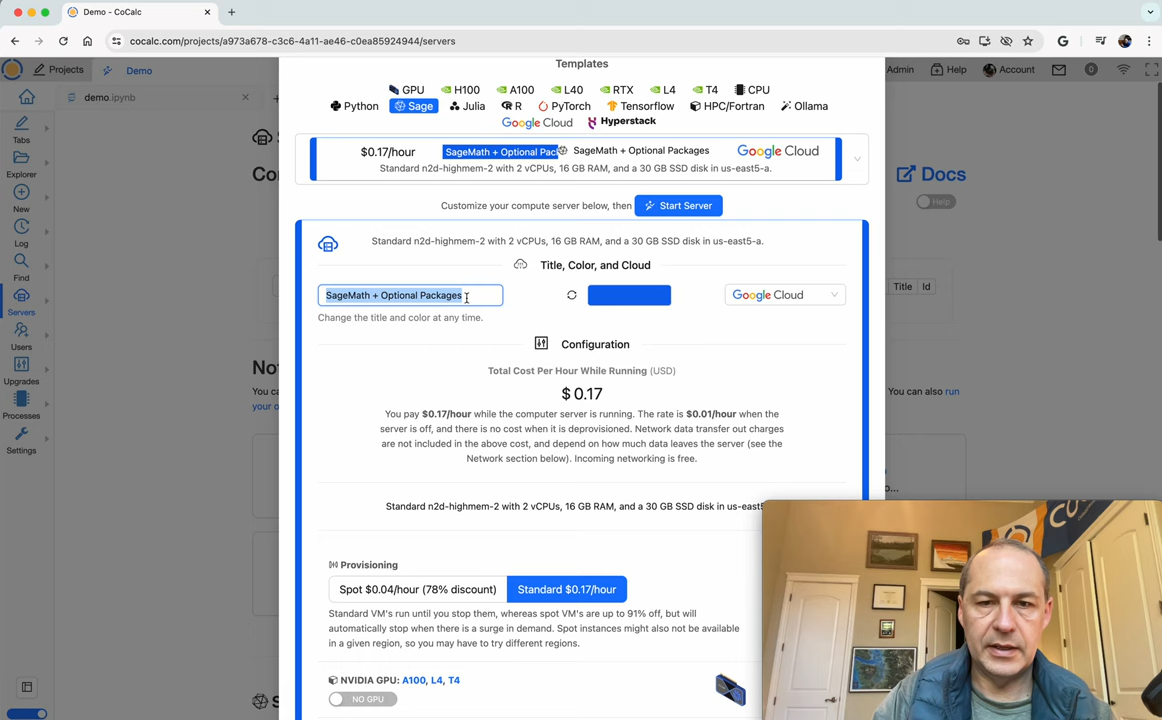 Demo - CoCalc
cocalc.com/projects/a973a678-c3c6-4a11-ae46-c0ea85924944/servers
Projects Demo Admin Help Account 0
demo.ipynb
Templates
GPU H100 A100 L40 RTX L4 T4 CPU
Python Sage Julia R PyTorch Tensorflow HPC/Fortran Ollama
Google Cloud Hyperstack
$0.17/hour SageMath + Optional Pac SageMath + Optional Packages Google Cloud
Standard n2d-highmem-2 with 2 vCPUs, 16 GB RAM, and a 30 GB SSD disk in us-east5-a.
Customize your compute server below, then Start Server
Standard n2d-highmem-2 with 2 vCPUs, 16 GB RAM, and a 30 GB SSD disk in us-east5-a.
Title, Color, and Cloud
SageMath + Optional Packages Google Cloud
Change the title and color at any time.
Configuration
Total Cost Per Hour While Running (USD)
$0.17
You pay $0.17/hour while the computer server is running. The rate is $0.01/hour when the
server is off, and there is no cost when it is deprovisioned. Network data transfer out charges
are not included in the above cost, and depend on how much data leaves the server (see the
Network section below). Incoming networking is free.
Standard n2d-highmem-2 with 2 vCPUs, 16 GB RAM, and a 30 GB SSD disk in us-east5
Provisioning
Spot $0.04/hour (78% discount) Standard $0.17/hour
Standard VM's run until you stop them, whereas spot VM's are up to 91% off, but will
automatically stop when there is a surge in demand. Spot instances might also not be available
in a given region, so you may have to try different regions.
NVIDIA GPU: A100, L4, T4
NO GPU
Tabs
Explorer
New
Log
Find
Servers
Users
Upgrades
Processes
Settings
Co
No
You ca
your o
Docs
Help
Title Id
You can also run
o...